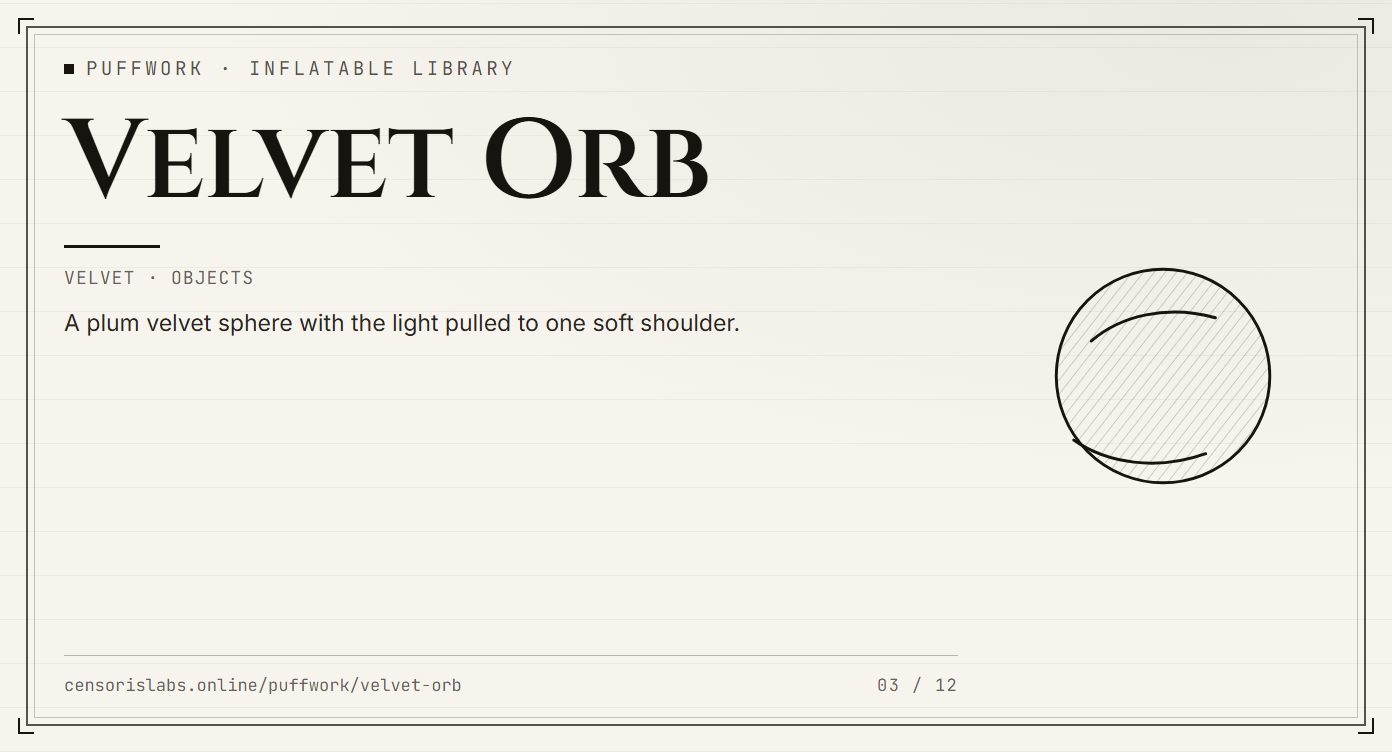 PUFFWORK · INFLATABLE LIBRARY
Velvet Orb
VELVET · OBJECTS
A plum velvet sphere with the light pulled to one soft shoulder.
censorislabs.online/puffwork/velvet-orb
03 / 12